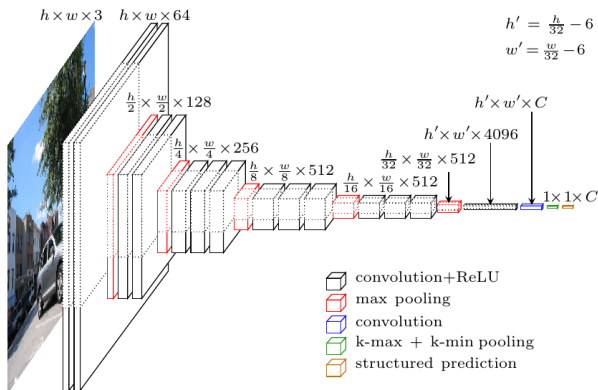 h × w × 3
h × w × 64
h′ = h/32 − 6
w′ = w/32 − 6
h/2 × w/2 × 128
h′ × w′ × C
h/4 × w/4 × 256
h′ × w′ × 4096
h/8 × w/8 × 512
h/32 × w/32 × 512
h/16 × w/16 × 512
1 × 1 × C
convolution+ReLU
max pooling
convolution
k-max + k-min pooling
structured prediction